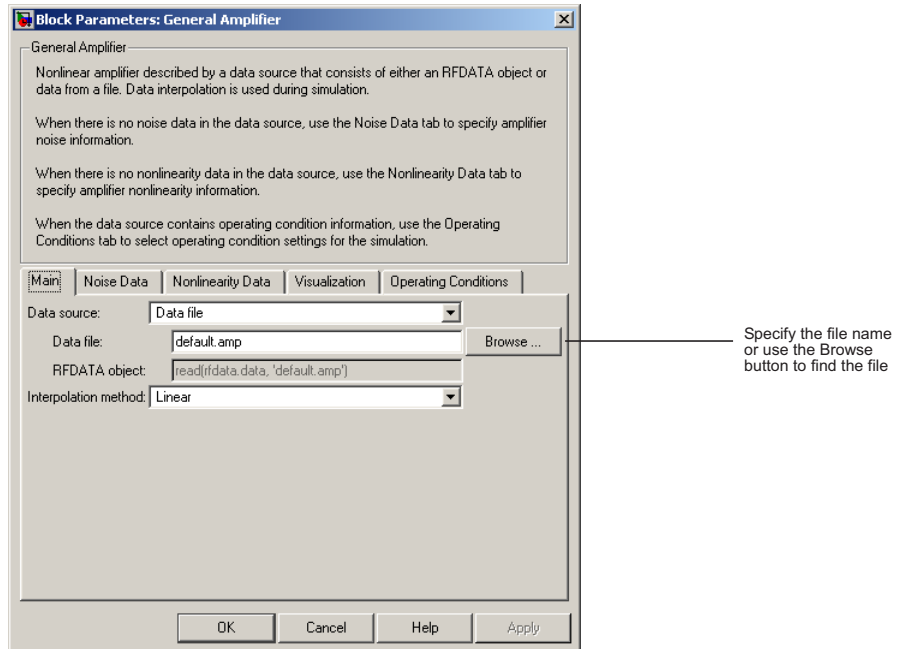 Block Parameters: General Amplifier
General Amplifier
Nonlinear amplifier described by a data source that consists of either an RFDATA object or
data from a file. Data interpolation is used during simulation.
When there is no noise data in the data source, use the Noise Data tab to specify amplifier
noise information.
When there is no nonlinearity data in the data source, use the Nonlinearity Data tab to
specify amplifier nonlinearity information.
When the data source contains operating condition information, use the Operating
Conditions tab to select operating condition settings for the simulation.
Main Noise Data Nonlinearity Data Visualization Operating Conditions
Data source: Data file
Data file: default.amp Browse ...
RFDATA object: read(rfdata.data, 'default.amp')
Interpolation method: Linear
Specify the file name
or use the Browse
button to find the file
OK Cancel Help Apply